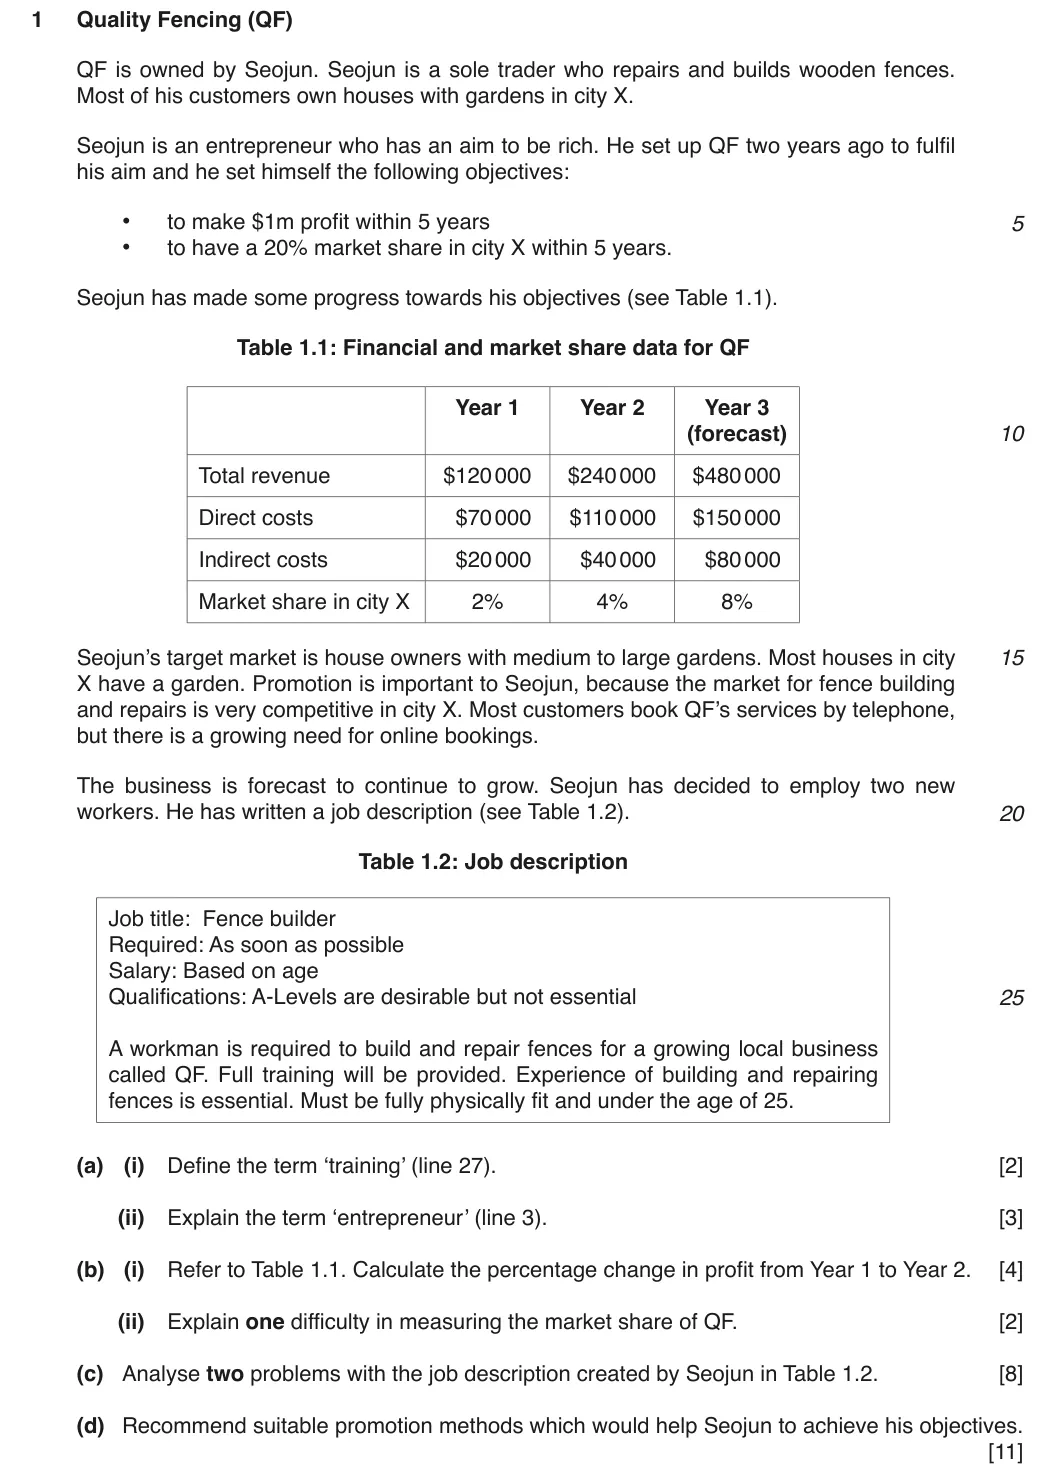 1 Quality Fencing (QF)
QF is owned by Seojun. Seojun is a sole trader who repairs and builds wooden fences.
Most of his customers own houses with gardens in city X.
Seojun is an entrepreneur who has an aim to be rich. He set up QF two years ago to fulfil
his aim and he set himself the following objectives:
• to make $1m profit within 5 years 5
• to have a 20% market share in city X within 5 years.
Seojun has made some progress towards his objectives (see Table 1.1).
Table 1.1: Financial and market share data for QF
Year 1 Year 2 Year 3
(forecast) 10
Total revenue $120 000 $240 000 $480 000
Direct costs $70 000 $110 000 $150 000
Indirect costs $20 000 $40 000 $80 000
Market share in city X 2% 4% 8%
Seojun's target market is house owners with medium to large gardens. Most houses in city 15
X have a garden. Promotion is important to Seojun, because the market for fence building
and repairs is very competitive in city X. Most customers book QF's services by telephone,
but there is a growing need for online bookings.
The business is forecast to continue to grow. Seojun has decided to employ two new
workers. He has written a job description (see Table 1.2). 20
Table 1.2: Job description
Job title: Fence builder
Required: As soon as possible
Salary: Based on age
Qualifications: A-Levels are desirable but not essential 25
A workman is required to build and repair fences for a growing local business
called QF. Full training will be provided. Experience of building and repairing
fences is essential. Must be fully physically fit and under the age of 25.
(a) (i) Define the term 'training' (line 27). [2]
(ii) Explain the term 'entrepreneur' (line 3). [3]
(b) (i) Refer to Table 1.1. Calculate the percentage change in profit from Year 1 to Year 2. [4]
(ii) Explain one difficulty in measuring the market share of QF. [2]
(c) Analyse two problems with the job description created by Seojun in Table 1.2. [8]
(d) Recommend suitable promotion methods which would help Seojun to achieve his objectives.
[11]